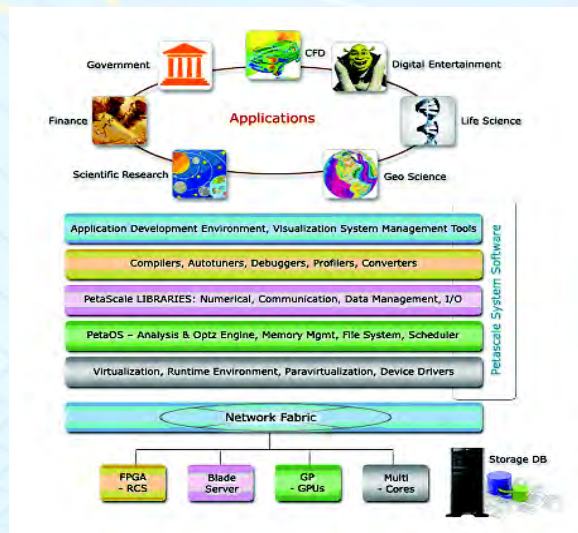 CFD
Government
Digital Entertainment
Finance
Applications
Life Science
Scientific Research
Geo Science
Application Development Environment, Visualization System Management Tools
Compilers, Autotuners, Debuggers, Profilers, Converters
PetaScale LIBRARIES: Numerical, Communication, Data Management, I/O
PetaOS – Analysis & Optz Engine, Memory Mgmt, File System, Scheduler
Virtualization, Runtime Environment, Paravirtualization, Device Drivers
Petascale System Software
Network Fabric
Storage DB
FPGA
- RCS
Blade
Server
GP
- GPUs
Multi
- Cores